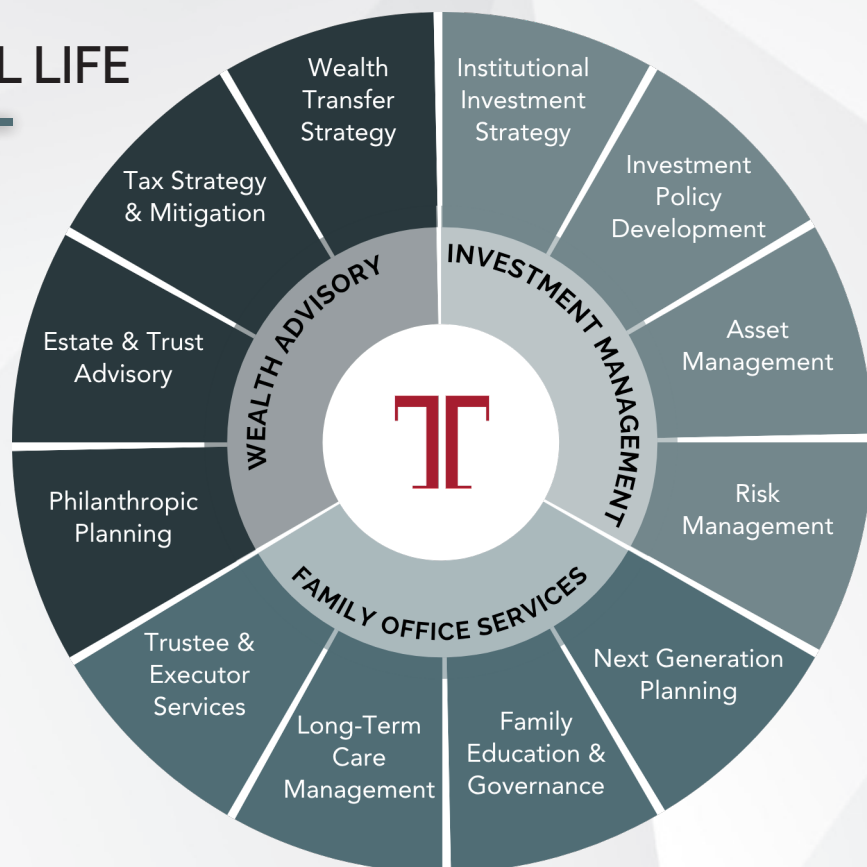 L LIFE
Wealth
Transfer
Strategy
Institutional
Investment
Strategy
Investment
Policy
Development
Asset
Management
Risk
Management
Next Generation
Planning
Family
Education &
Governance
Long-Term
Care
Management
Trustee &
Executor
Services
Philanthropic
Planning
Estate & Trust
Advisory
Tax Strategy
& Mitigation
WEALTH ADVISORY
INVESTMENT MANAGEMENT
FAMILY OFFICE SERVICES